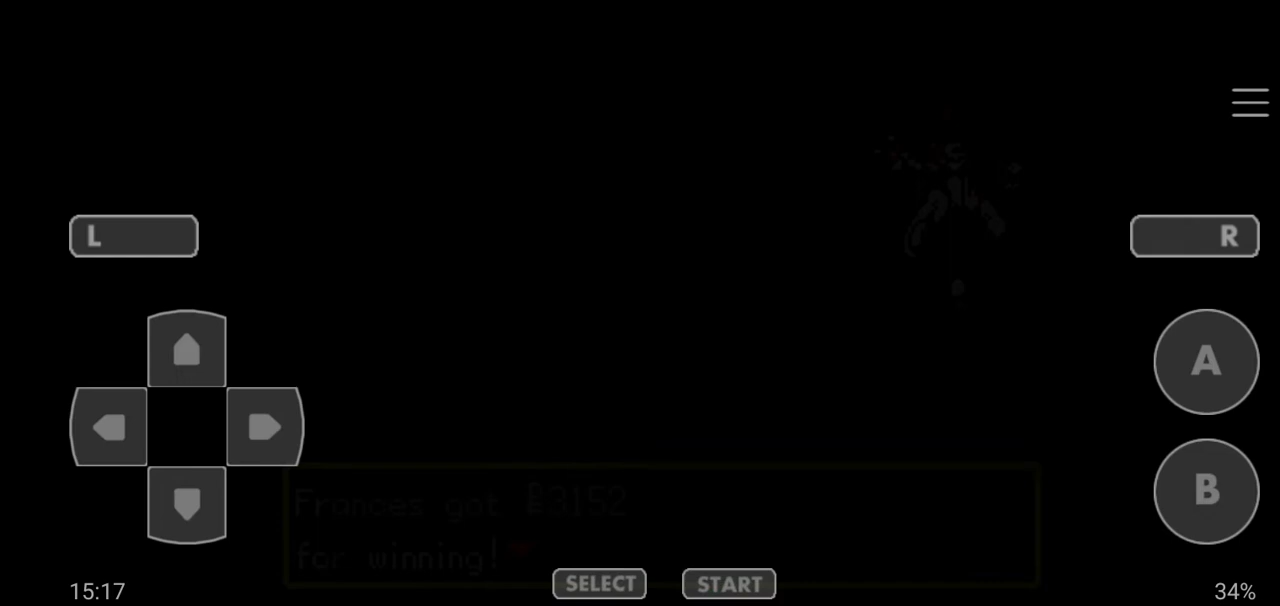 L
R
A
B
Frances got ₽3152
for winning!
SELECT
START
15:17
34%